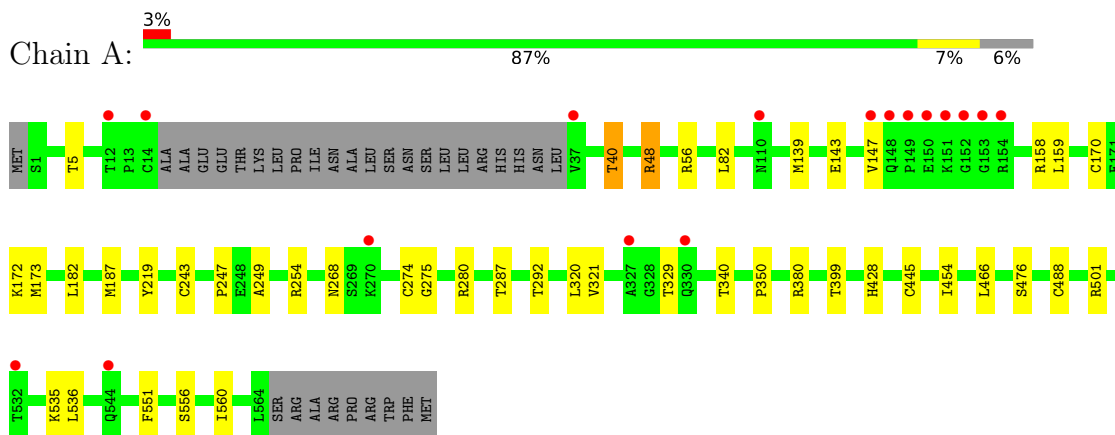 3%
Chain A:
87% 7% 6%
MET S1 T5 T12 P13 C14 ALA ALA GLU GLU THR LYS LEU PRO ILE ASN ALA LEU SER ASN SER LEU LEU ARG HIS HIS ASN LEU V37 T40 R48 R56 L82 N110 M139 E143 V147 Q148 P149 E150 K151 G152 G153 R154 R158 L159 C170 E171
K172 M173 L182 M187 Y219 C243 P247 E248 A249 R254 N268 S269 K270 C274 G275 R280 T287 T292 L320 V321 A327 G328 T329 Q330 T340 P350 R380 T399 H428 C445 I454 L466 S476 C488 R501
T532 K535 L536 Q544 F551 S556 I560 L564 SER ARG ALA ARG PRO ARG TRP PHE MET